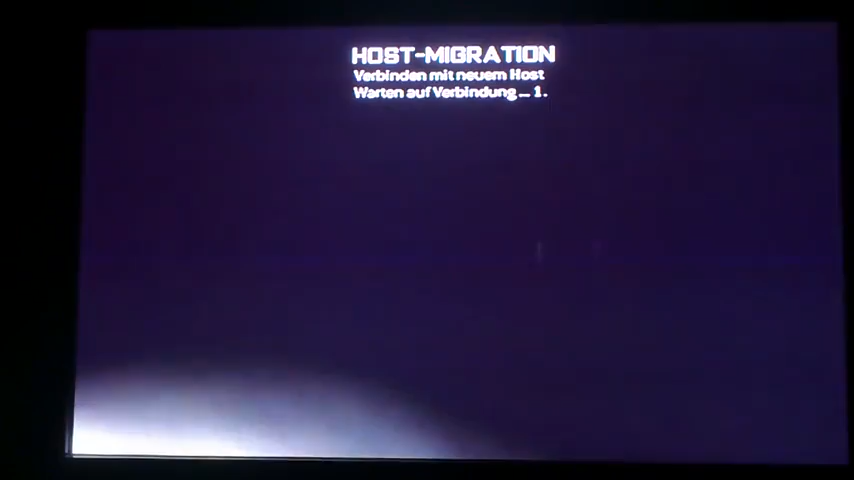 HOST-MIGRATION
Verbinden mit neuem Host
Warten auf Verbindung... 1.